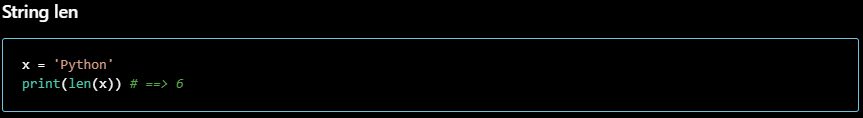 String len
x = 'Python'
print(len(x)) # ==> 6